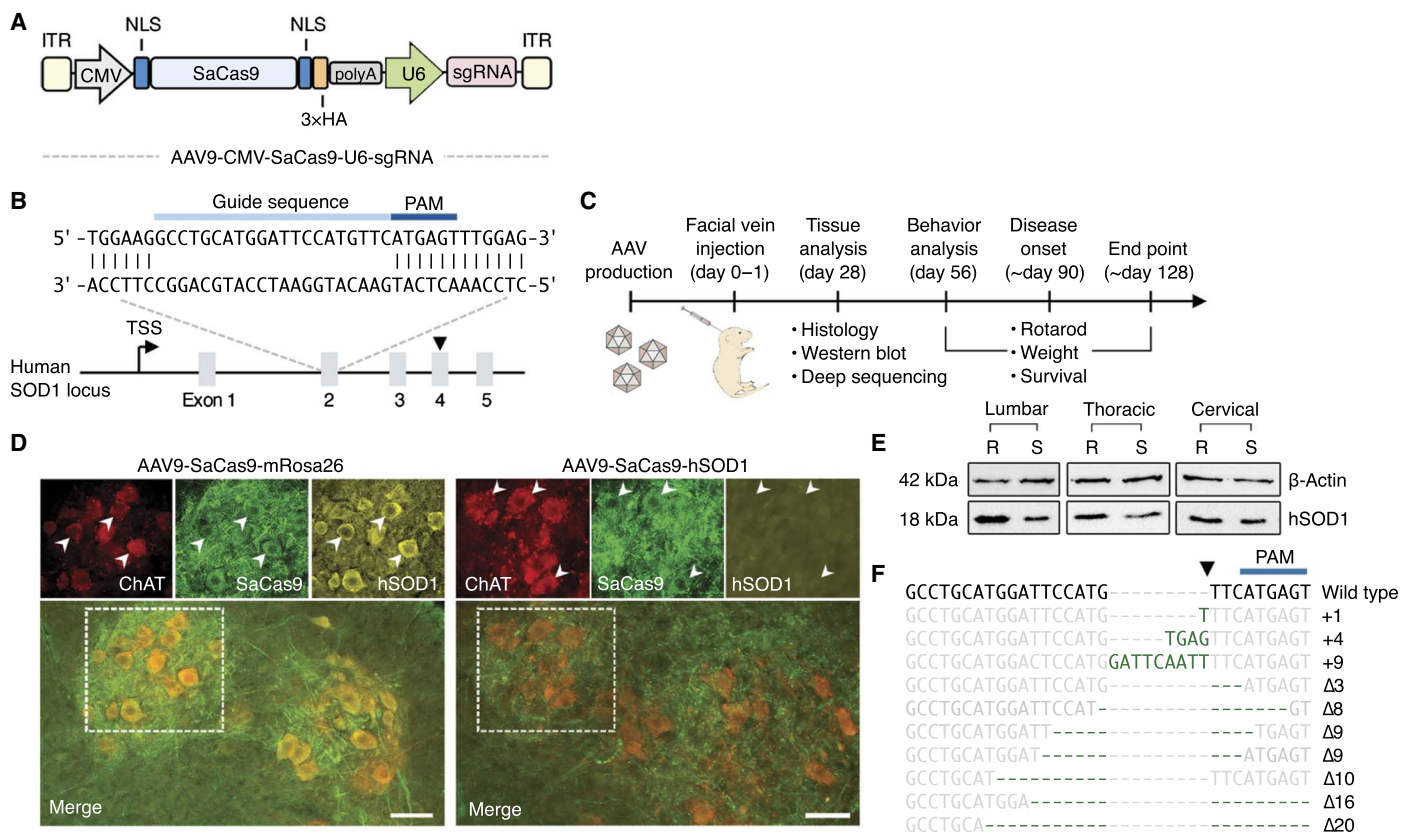 A
ITR
NLS
NLS
ITR
CMV
SaCas9
polyA
U6
sgRNA
3×HA
AAV9-CMV-SaCas9-U6-sgRNA
B
Guide sequence
PAM
5' -TGGAAGGCCTGCATGGATTCCATGTTCATGAGTTTGGAG-3'
3' -ACCTTCCGGACGTACCTAAGGTACAAGTACTCAAACCTC-5'
TSS
Human
SOD1 locus
Exon 1
2
3
4
5
C
AAV
production
Facial vein
injection
(day 0–1)
Tissue
analysis
(day 28)
Behavior
analysis
(day 56)
Disease
onset
(~day 90)
End point
(~day 128)
• Histology
• Western blot
• Deep sequencing
• Rotarod
• Weight
• Survival
D
AAV9-SaCas9-mRosa26
ChAT
SaCas9
hSOD1
Merge
AAV9-SaCas9-hSOD1
ChAT
SaCas9
hSOD1
Merge
E
Lumbar
Thoracic
Cervical
R S R S R S
42 kDa
β-Actin
18 kDa
hSOD1
F
PAM
GCCTGCATGGATTCCATG---------TTCATGAGT Wild type
GCCTGCATGGATTCCATG--------TTTCATGAGT +1
GCCTGCATGGATTCCATG-----TGAGTTCATGAGT +4
GCCTGCATGGACTCCATGGATTCAATTTTCATGAGT +9
GCCTGCATGGATTCCATG------------ATGAGT Δ3
GCCTGCATGGATTCCAT-----------------GT Δ8
GCCTGCATGGATT------------------TGAGT Δ9
GCCTGCATGGAT------------------ATGAGT Δ9
GCCTGCAT-------------------TTCATGAGT Δ10
GCCTGCATGGA------------------------- Δ16
GCCTGCA----------------------------- Δ20